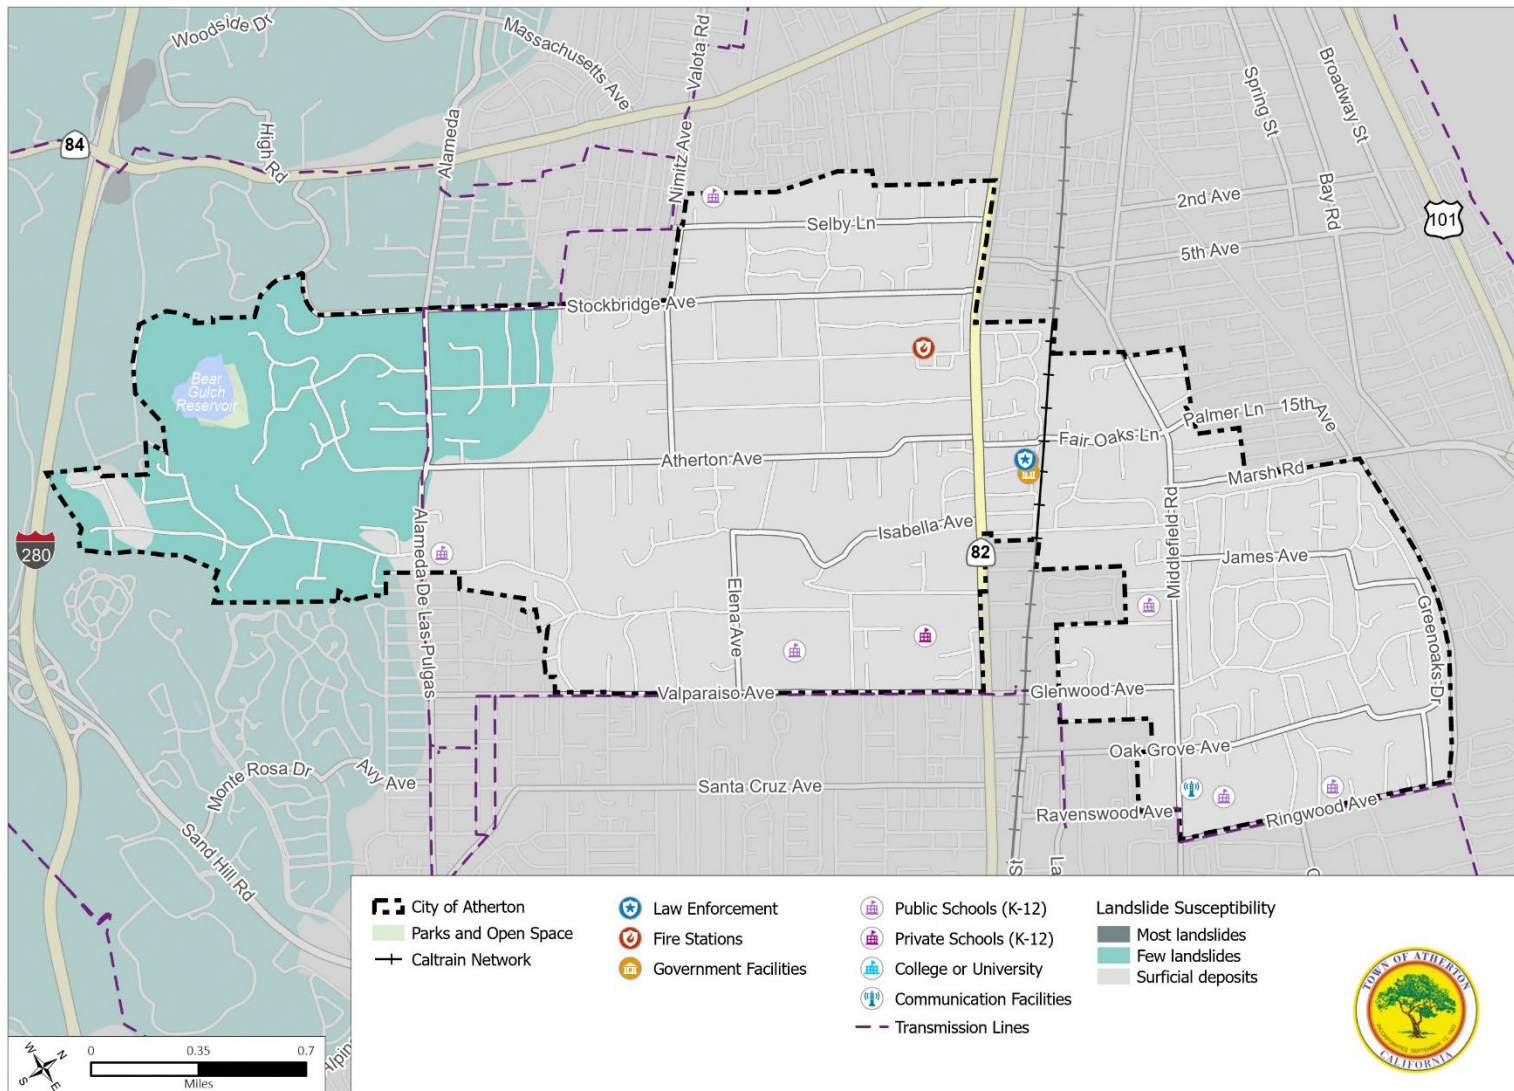 Woodside Dr
Massachusetts Ave
Valota Rd
Alameda
High Rd
84
Nimitz Ave
Spring St
Broadway St
Bay Rd
2nd Ave
101
5th Ave
Selby Ln
Stockbridge Ave
Bear
Gulch
Reservoir
Palmer Ln
15th Ave
Fair Oaks Ln
Atherton Ave
Marsh Rd
Middlefield Rd
Isabella Ave
280
82
James Ave
Alameda De Las Pulgas
Elena Ave
Greenoaks Dr
Valparaiso Ave
Glenwood Ave
Oak Grove Ave
Monte Rosa Dr
Avy Ave
Santa Cruz Ave
Ravenswood Ave
Ringwood Ave
Sand Hill Rd
St
La
Alpin
City of Atherton
Parks and Open Space
Caltrain Network
Law Enforcement
Fire Stations
Government Facilities
Public Schools (K-12)
Private Schools (K-12)
College or University
Communication Facilities
Transmission Lines
Landslide Susceptibility
Most landslides
Few landslides
Surficial deposits
TOWN OF ATHERTON
CALIFORNIA
W N
S E
0 0.35 0.7
Miles